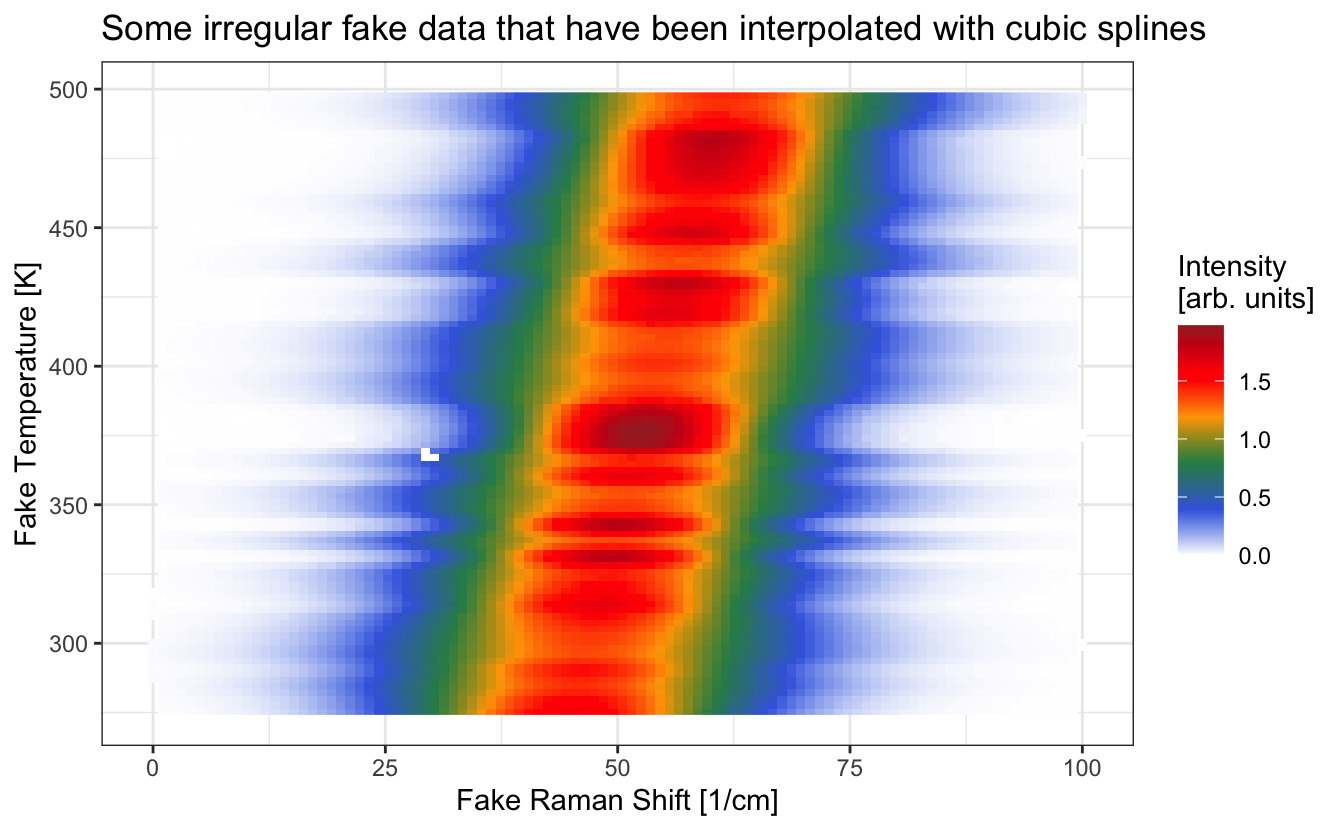 Some irregular fake data that have been interpolated with cubic splines
500
450
400
350
300
Fake Temperature [K]
0 25 50 75 100
Fake Raman Shift [1/cm]
Intensity
[arb. units]
1.5
1.0
0.5
0.0